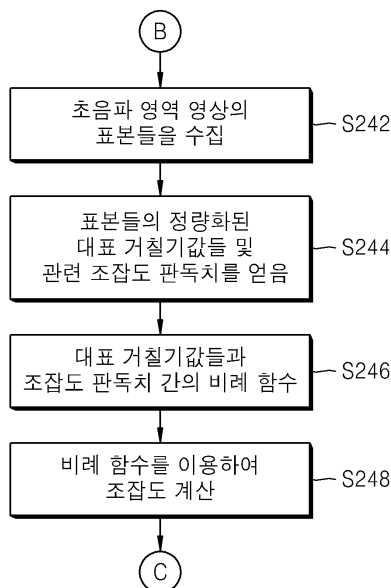 B
초음파 영역 영상의
표본들을 수집
S242
표본들의 정량화된
대표 거칠기값들 및
관련 조잡도 판독치를 얻음
S244
대표 거칠기값들과
조잡도 판독치 간의 비례 함수
S246
비례 함수를 이용하여
조잡도 계산
S248
C